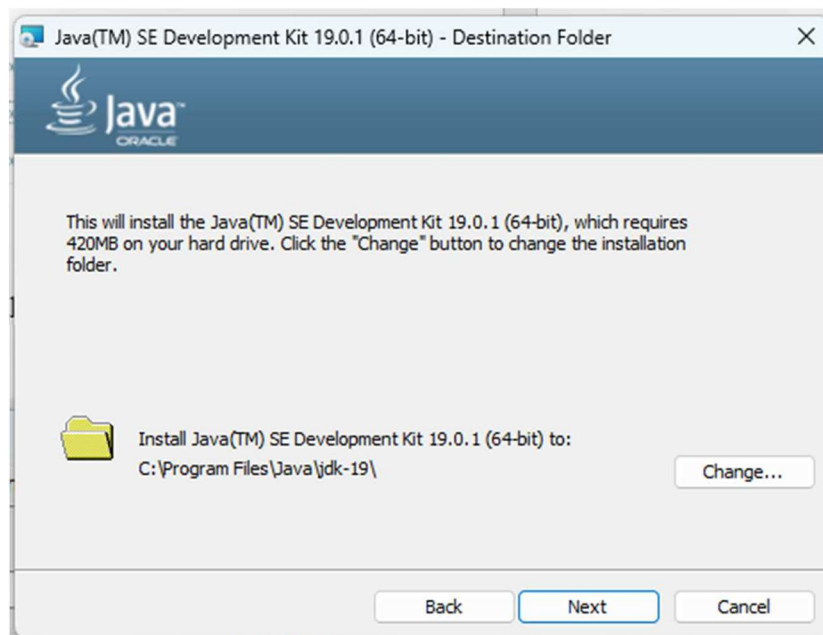 Java(TM) SE Development Kit 19.0.1 (64-bit) - Destination Folder
Java™
ORACLE
This will install the Java(TM) SE Development Kit 19.0.1 (64-bit), which requires
420MB on your hard drive. Click the "Change" button to change the installation
folder.
Install Java(TM) SE Development Kit 19.0.1 (64-bit) to:
C:\Program Files\Java\jdk-19\
Change...
Back
Next
Cancel